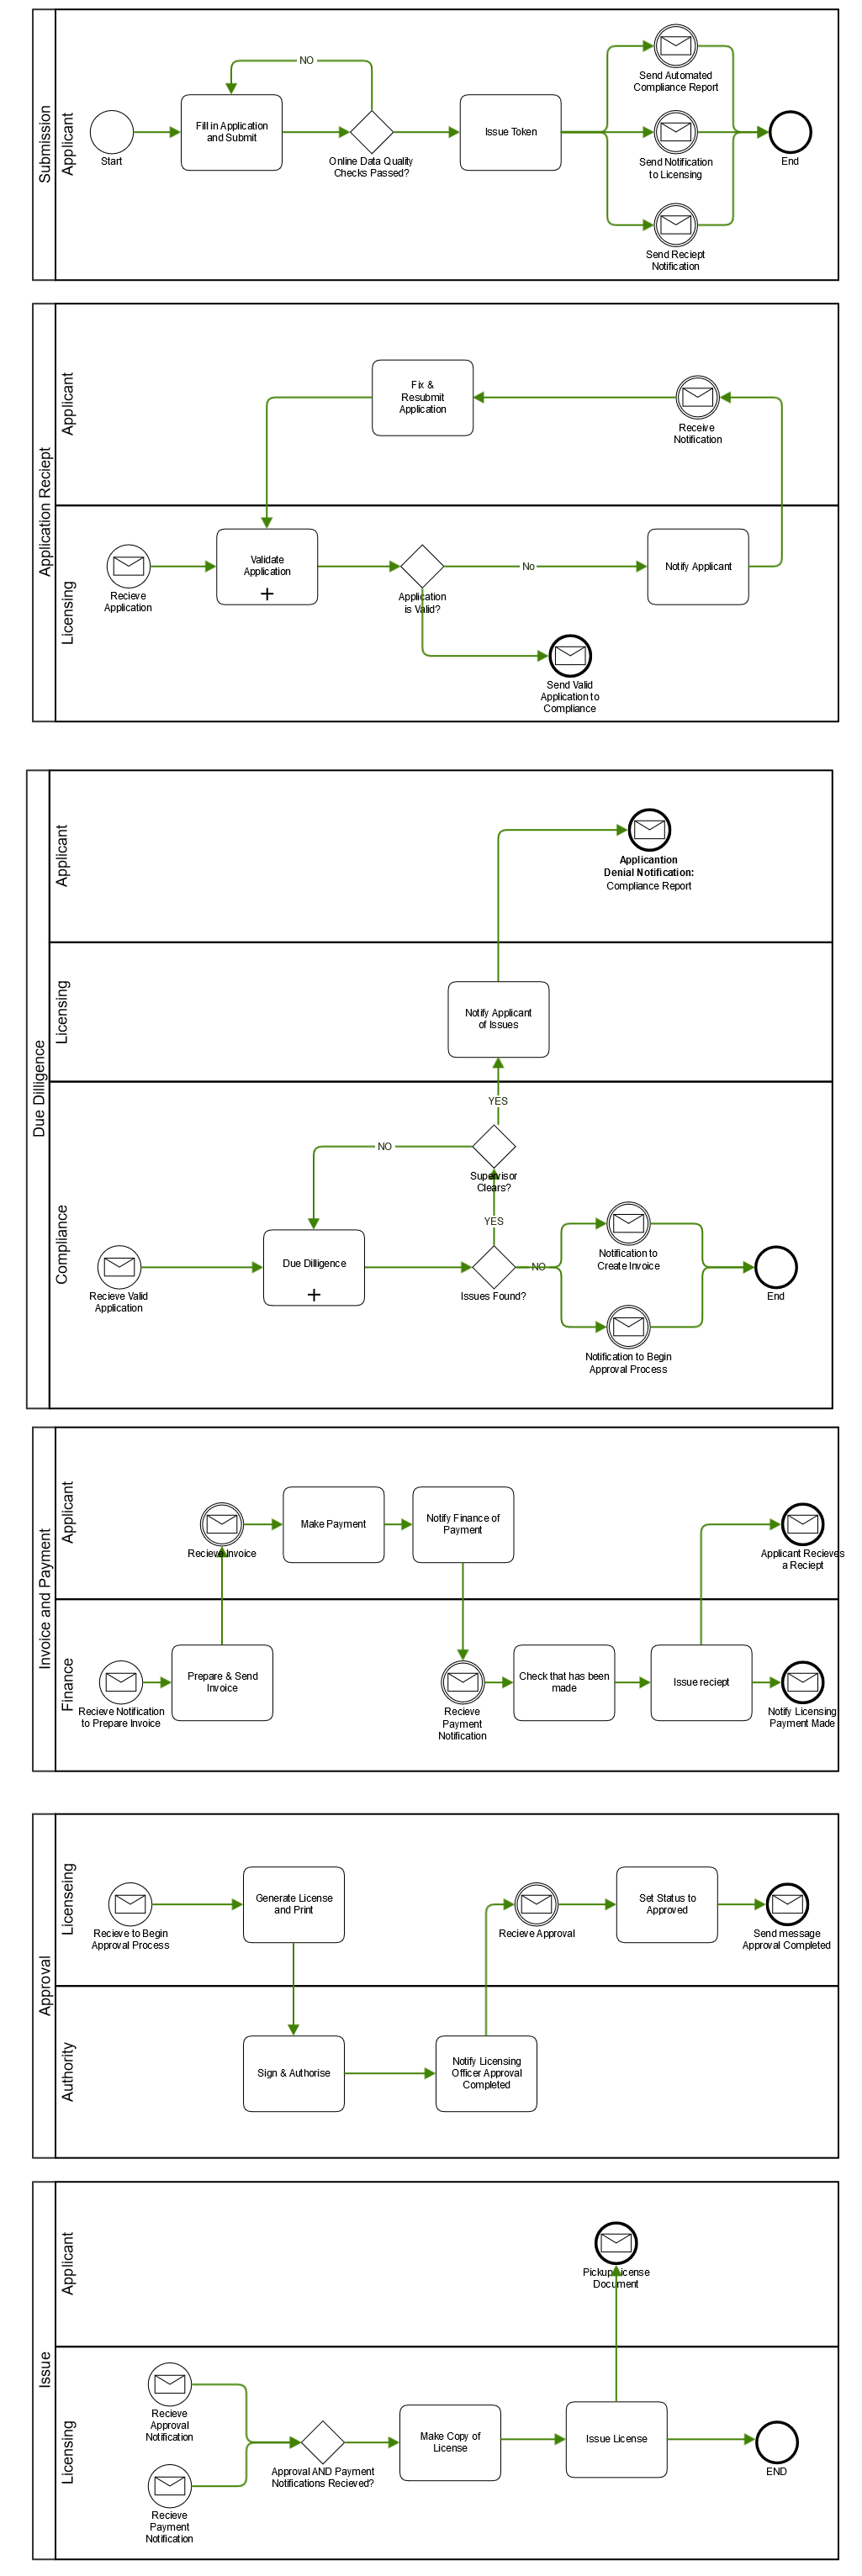 Submission
Applicant
NO
Start
Fill in Application
and Submit
Online Data Quality
Checks Passed?
Issue Token
Send Automated
Compliance Report
Send Notification
to Licensing
Send Reciept
Notification
End
Application Reciept
Applicant
Fix &
Resubmit
Application
Receive
Notification
Licensing
Recieve
Application
Validate
Application
Application
is Valid?
No
Notify Applicant
Send Valid
Application to
Compliance
Due Dilligence
Applicant
Applicantion
Denial Notification:
Compliance Report
Licensing
Notify Applicant
of Issues
Compliance
YES
NO
Supervisor
Clears?
YES
Recieve Valid
Application
Due Dilligence
Issues Found?
NO
Notification to
Create Invoice
Notification to Begin
Approval Process
End
Invoice and Payment
Applicant
Recieve Invoice
Make Payment
Notify Finance of
Payment
Applicant Recieves
a Reciept
Finance
Recieve Notification
to Prepare Invoice
Prepare & Send
Invoice
Recieve
Payment
Notification
Check that has been
made
Issue reciept
Notify Licensing
Payment Made
Approval
Licenseing
Recieve to Begin
Approval Process
Generate License
and Print
Recieve Approval
Set Status to
Approved
Send message
Approval Completed
Authority
Sign & Authorise
Notify Licensing
Officer Approval
Completed
Issue
Applicant
Pickup License
Document
Licensing
Recieve
Approval
Notification
Recieve
Payment
Notification
Approval AND Payment
Notifications Recieved?
Make Copy of
License
Issue License
END